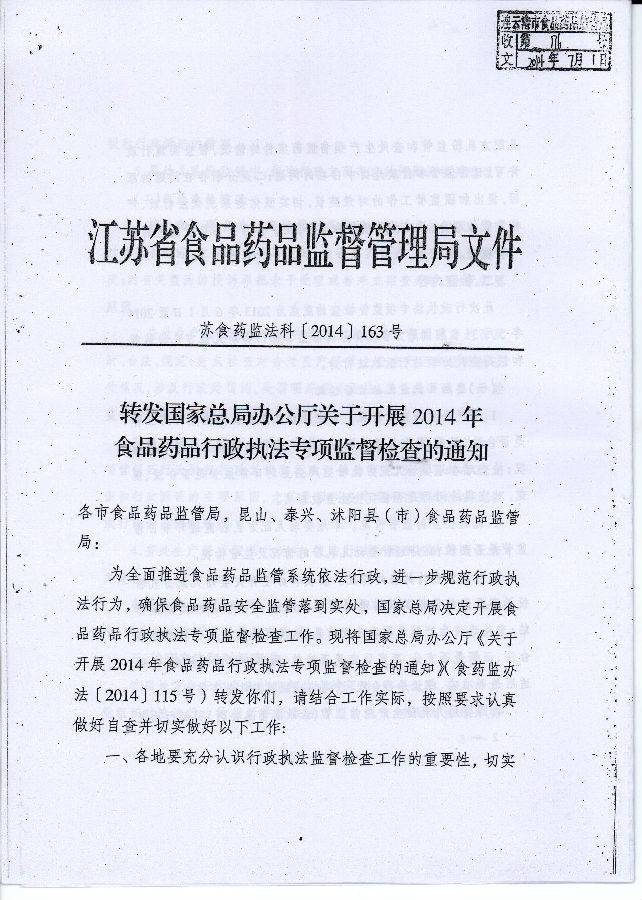 连云港市食品药品
收 第 116 号
文 2014年7月1日
江苏省食品药品监督管理局文件
苏食药监法科〔2014〕163号
转发国家总局办公厅关于开展2014年
食品药品行政执法专项监督检查的通知
各市食品药品监管局，昆山、泰兴、沭阳县（市）食品药品监管
局：
为全面推进食品药品监管系统依法行政，进一步规范行政执
法行为，确保食品药品安全监管落到实处，国家总局决定开展食
品药品行政执法专项监督检查工作。现将国家总局办公厅《关于
开展2014年食品药品行政执法专项监督检查的通知》（食药监办
法〔2014〕115号）转发你们，请结合工作实际，按照要求认真
做好自查并切实做好以下工作：
一、各地要充分认识行政执法监督检查工作的重要性，切实